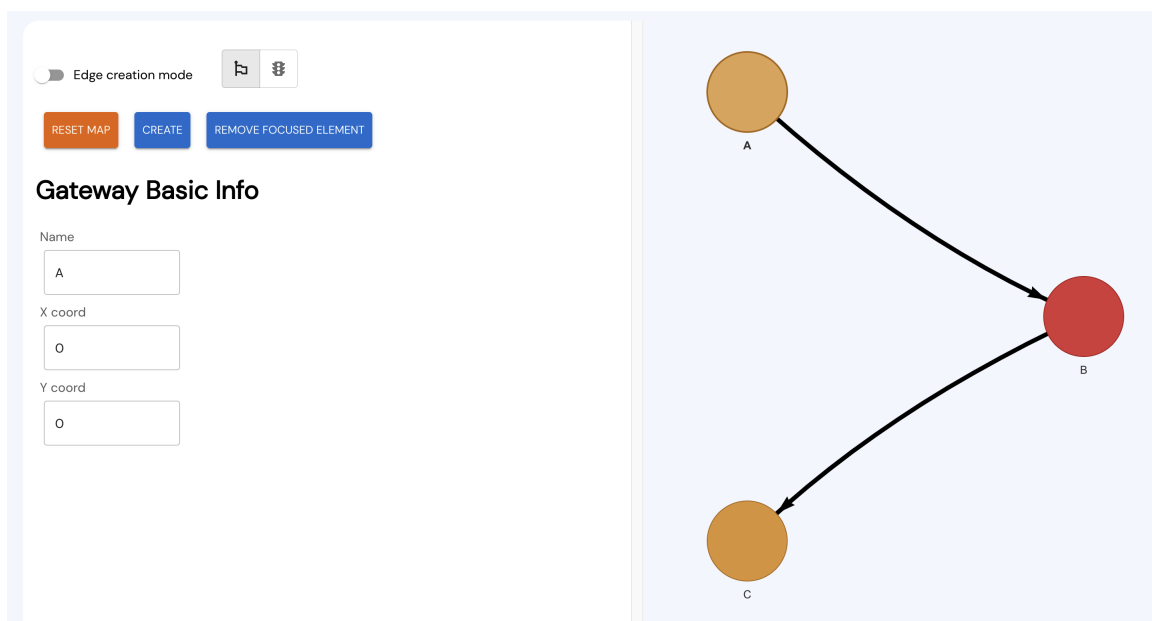 Edge creation mode
RESET MAP
CREATE
REMOVE FOCUSED ELEMENT
Gateway Basic Info
Name
A
X coord
0
Y coord
0
A
B
C